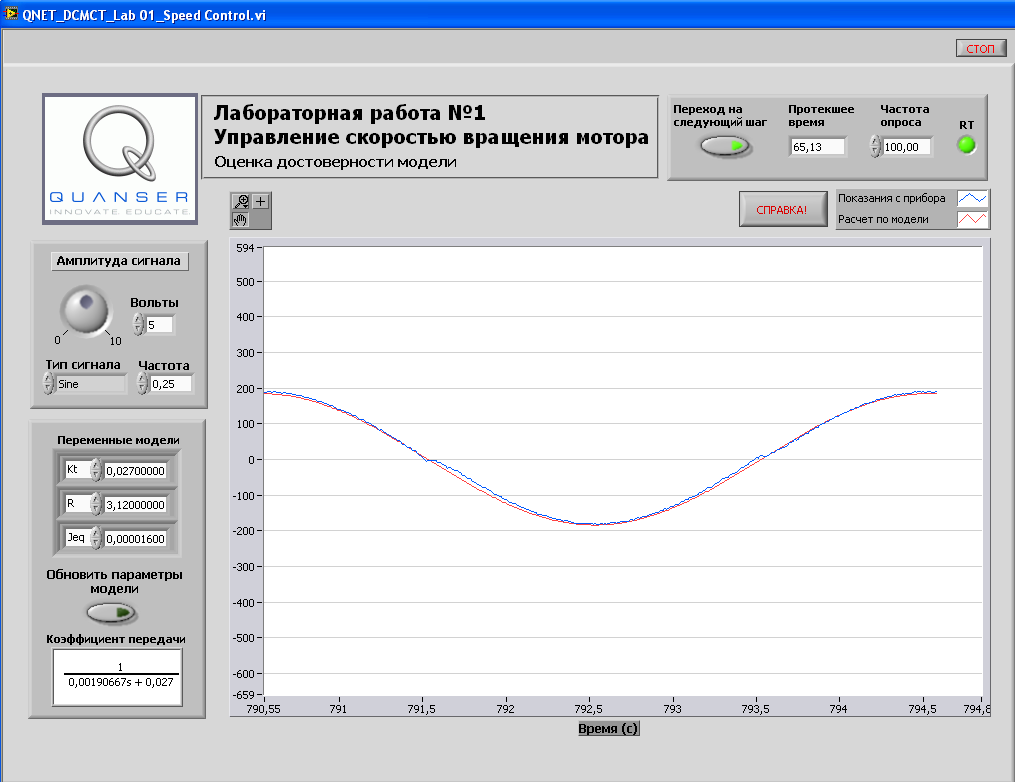 QNET_DCMCT_Lab 01_Speed Control.vi
СТОП
QUANSER
INNOVATE EDUCATE
Лабораторная работа №1
Управление скоростью вращения мотора
Оценка достоверности модели
Переход на
следующий шаг
Протекшее
время
65,13
Частота
опроса
100,00
RT
СПРАВКА!
Показания с прибора
Расчет по модели
Амплитуда сигнала
Вольты
5
0
10
Тип сигнала
Sine
Частота
0,25
Переменные модели
Kt 0,02700000
R 3,12000000
Jeq 0,00001600
Обновить параметры
модели
Коэффициент передачи
1
0,00190667s + 0,027
594
500
400
300
200
100
0
-100
-200
-300
-400
-500
-600
-659
790,55 791 791,5 792 792,5 793 793,5 794 794,5 794,8
Время (с)